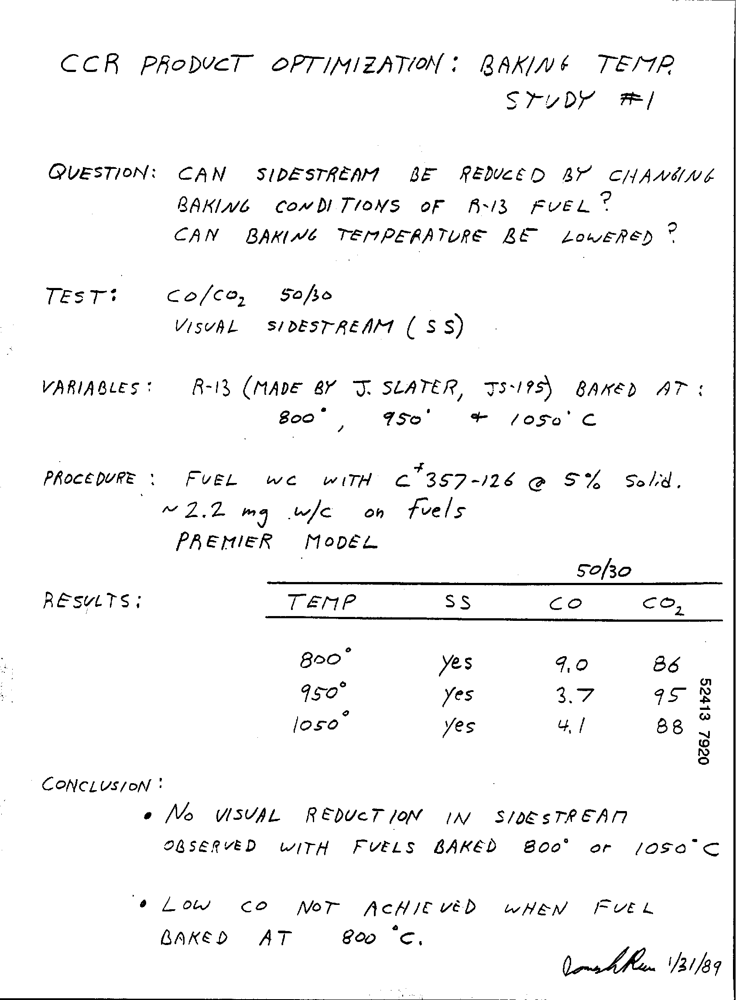 CCR PRODUCT OPTIMIZATION: BAKING TEMP.
STUDY #1
QUESTION: CAN SIDESTREAM BE REDUCED BY CHANGING
BAKING CONDITIONS OF R-13 FUEL?
CAN BAKING TEMPERATURE BE LOWERED?
TEST: CO/CO2 50/30
VISUAL SIDESTREAM (SS)
VARIABLES: R-13 (MADE BY J. SLATER, JS-195) BAKED AT:
800°, 950° + 1050°C
PROCEDURE: FUEL WC WITH C#357-126 @ 5% Solid.
~2.2 mg w/c on fuels
PREMIER MODEL
50/30
RESULTS: TEMP SS CO CO2
800° yes 9.0 86
950° yes 3.7 95
1050° yes 4.1 88
52413 7920
CONCLUSION:
• NO VISUAL REDUCTION IN SIDESTREAM
OBSERVED WITH FUELS BAKED 800° or 1050°C
• LOW CO NOT ACHIEVED WHEN FUEL
BAKED AT 800 °C.
1/31/89